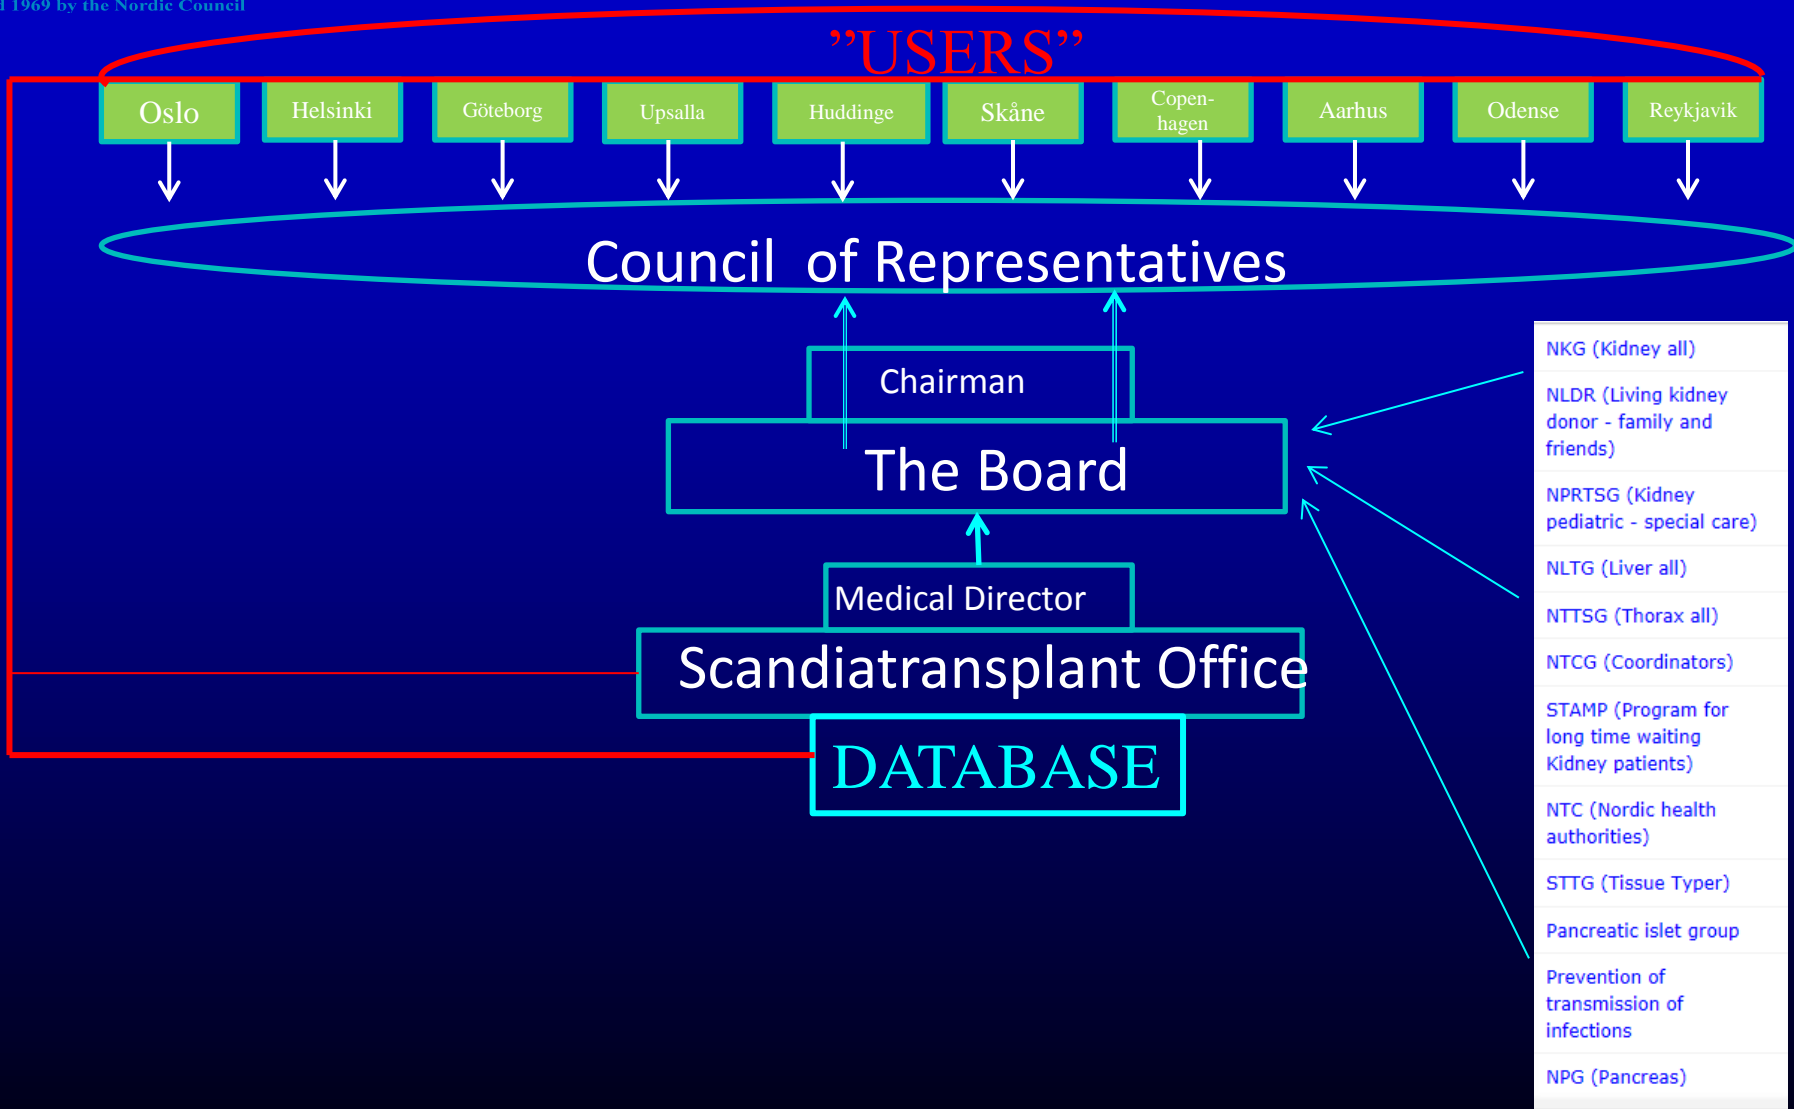 1969 by the Nordic Council
”USERS”
Oslo
Helsinki
Göteborg
Upsalla
Huddinge
Skåne
Copen-
hagen
Aarhus
Odense
Reykjavik
Council of Representatives
Chairman
The Board
Medical Director
Scandiatransplant Office
DATABASE
NKG (Kidney all)
NLDR (Living kidney
donor - family and
friends)
NPRTSG (Kidney
pediatric - special care)
NLTG (Liver all)
NTTSG (Thorax all)
NTCG (Coordinators)
STAMP (Program for
long time waiting
Kidney patients)
NTC (Nordic health
authorities)
STTG (Tissue Typer)
Pancreatic islet group
Prevention of
transmission of
infections
NPG (Pancreas)